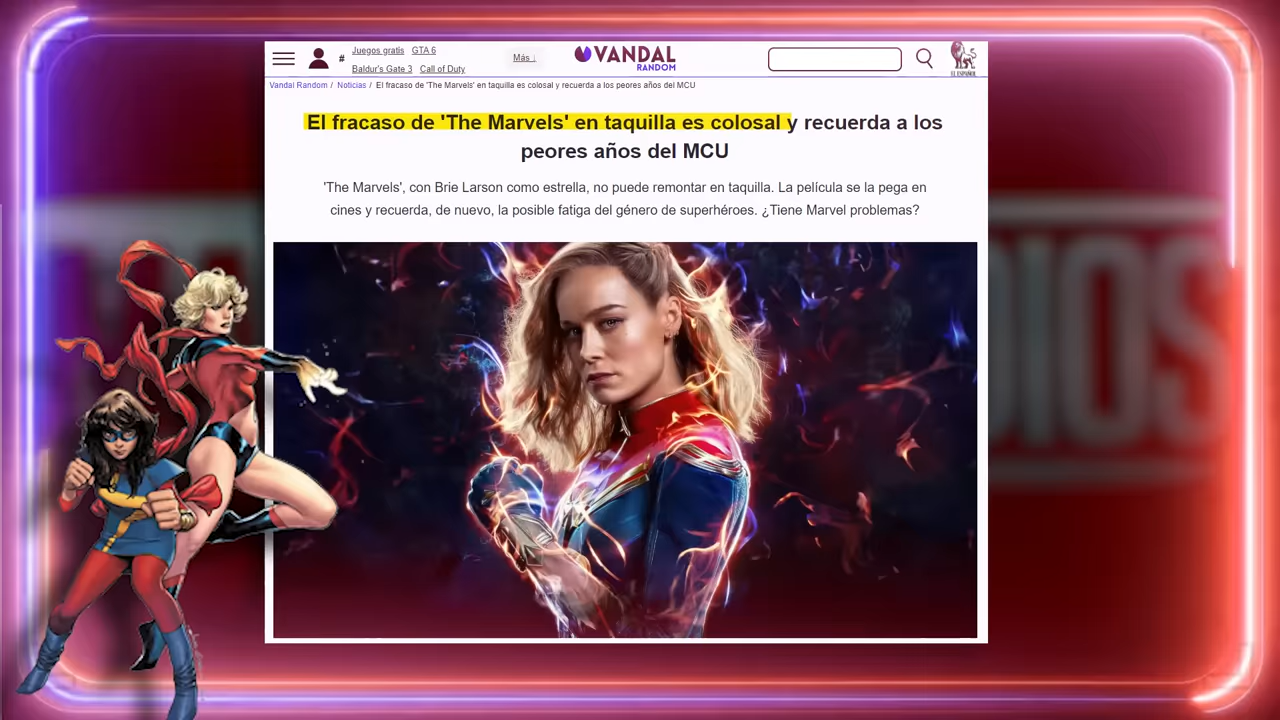 Juegos gratis GTA 6
#
Más ↓
VANDAL
RANDOM
Baldur's Gate 3 Call of Duty
EL ESPAÑOL
Vandal Random / Noticias / El fracaso de 'The Marvels' en taquilla es colosal y recuerda a los peores años del MCU
El fracaso de 'The Marvels' en taquilla es colosal y recuerda a los
peores años del MCU
'The Marvels', con Brie Larson como estrella, no puede remontar en taquilla. La película se la pega en
cines y recuerda, de nuevo, la posible fatiga del género de superhéroes. ¿Tiene Marvel problemas?
DIOS